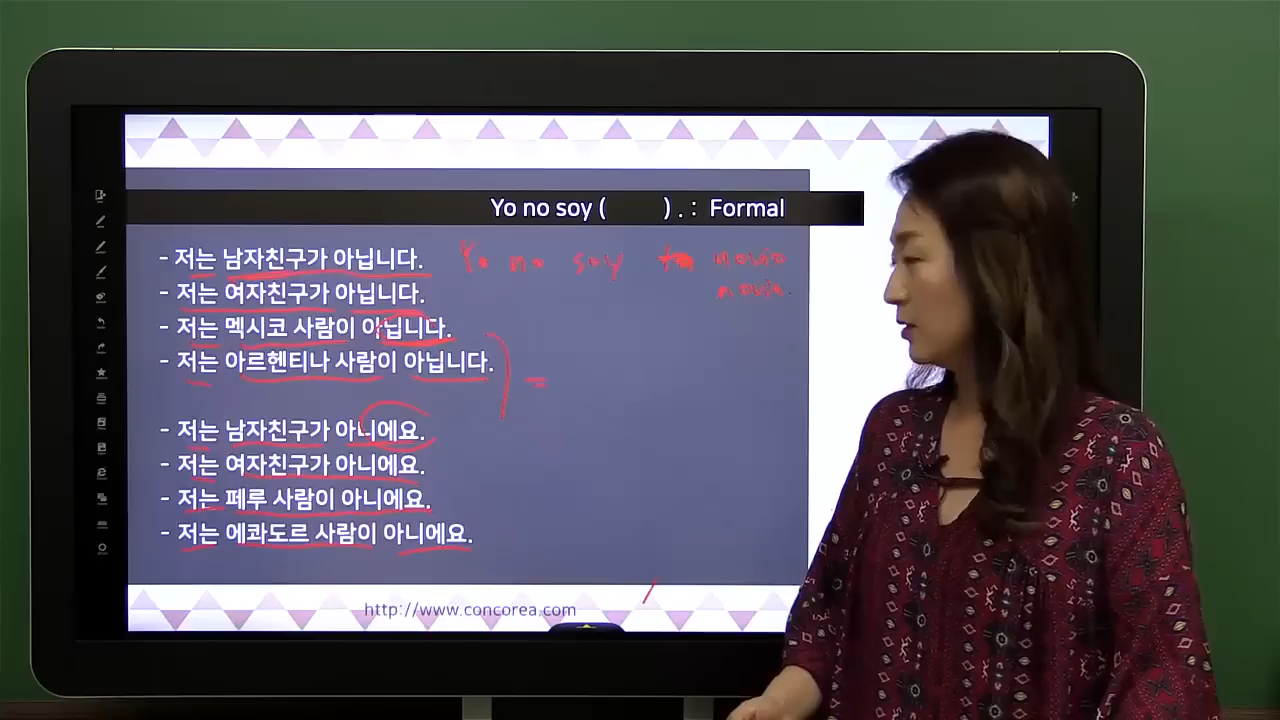 Yo no soy ( ) . : Formal
- 저는 남자친구가 아닙니다. Yo no soy tu novio
- 저는 여자친구가 아닙니다. novia.
- 저는 멕시코 사람이 아닙니다.
- 저는 아르헨티나 사람이 아닙니다.
- 저는 남자친구가 아니에요.
- 저는 여자친구가 아니에요.
- 저는 페루 사람이 아니에요.
- 저는 에콰도르 사람이 아니에요.
http://www.concorea.com